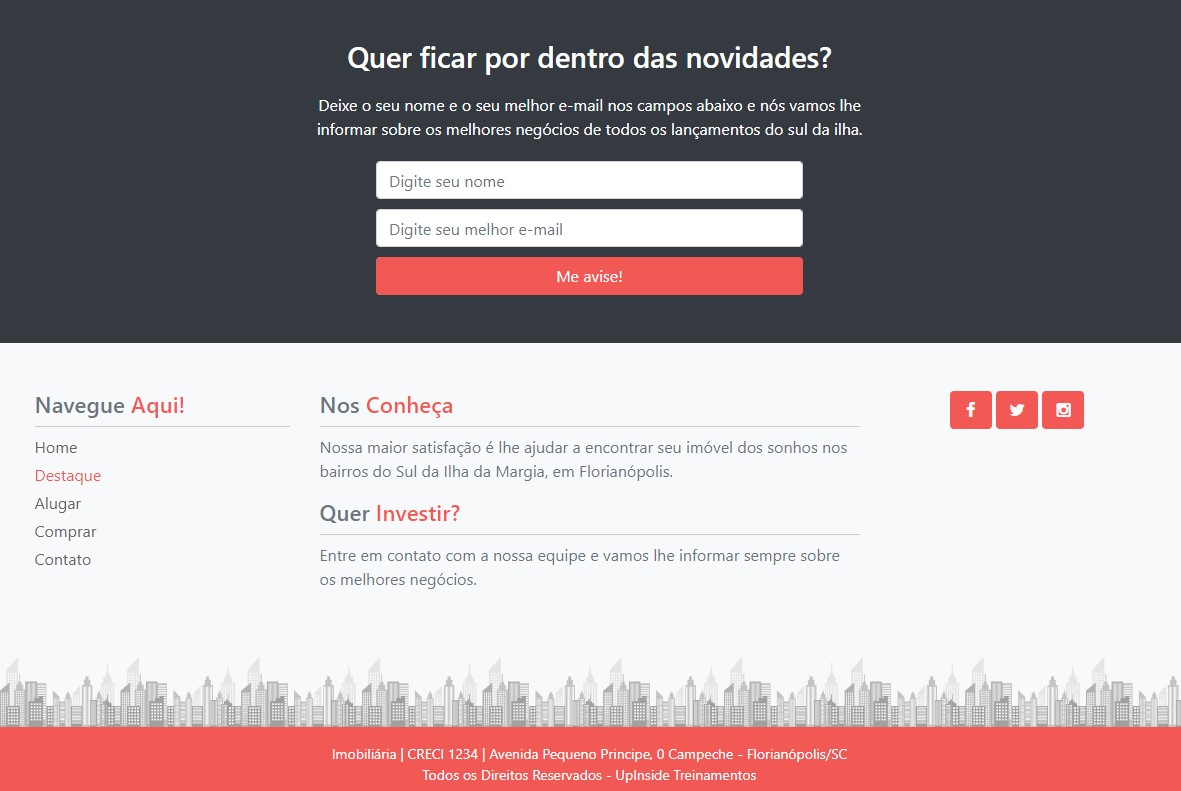 Quer ficar por dentro das novidades?
Deixe o seu nome e o seu melhor e-mail nos campos abaixo e nós vamos lhe
informar sobre os melhores negócios de todos os lançamentos do sul da ilha.
Digite seu nome
Digite seu melhor e-mail
Me avise!
Navegue Aqui!
Home
Destaque
Alugar
Comprar
Contato
Nos Conheça
Nossa maior satisfação é lhe ajudar a encontrar seu imóvel dos sonhos nos
bairros do Sul da Ilha da Margia, em Florianópolis.
Quer Investir?
Entre em contato com a nossa equipe e vamos lhe informar sempre sobre
os melhores negócios.
Imobiliária | CRECI 1234 | Avenida Pequeno Principe, 0 Campeche - Florianópolis/SC
Todos os Direitos Reservados - UpInside Treinamentos